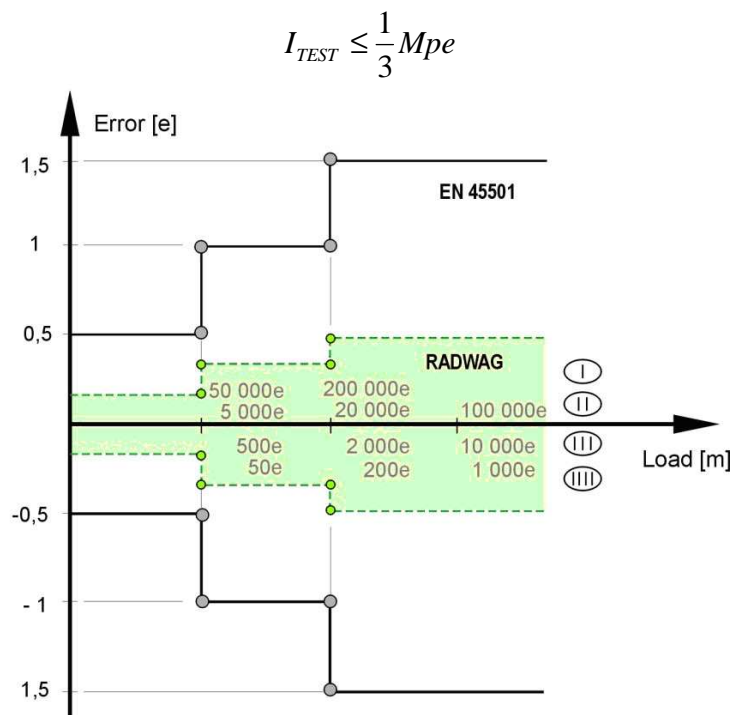 I_TEST ≤ 1/3 Mpe
Error [e]
1,5
EN 45501
1
0,5
RADWAG
I
50 000e 200 000e
II
5 000e 20 000e 100 000e
500e 2 000e 10 000e
III
50e 200e 1 000e
IIII
Load [m]
-0,5
- 1
1,5